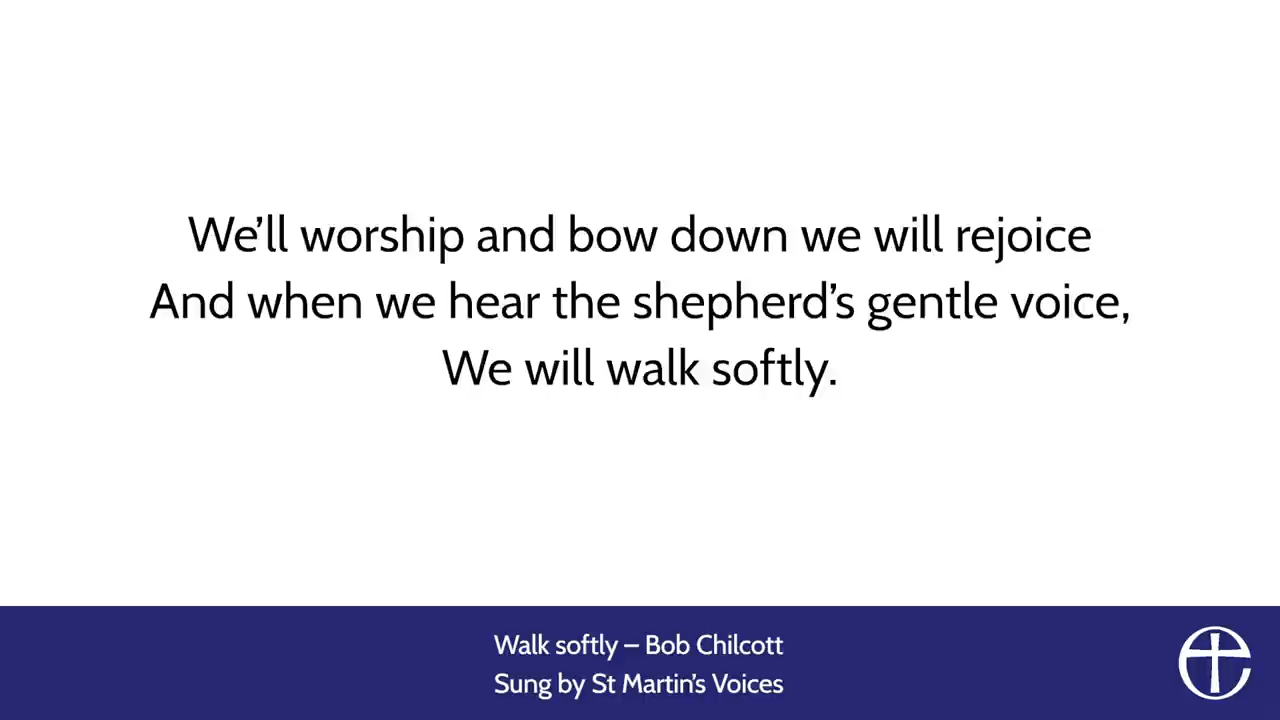 We’ll worship and bow down we will rejoice
And when we hear the shepherd’s gentle voice,
We will walk softly.
Walk softly – Bob Chilcott
Sung by St Martin’s Voices